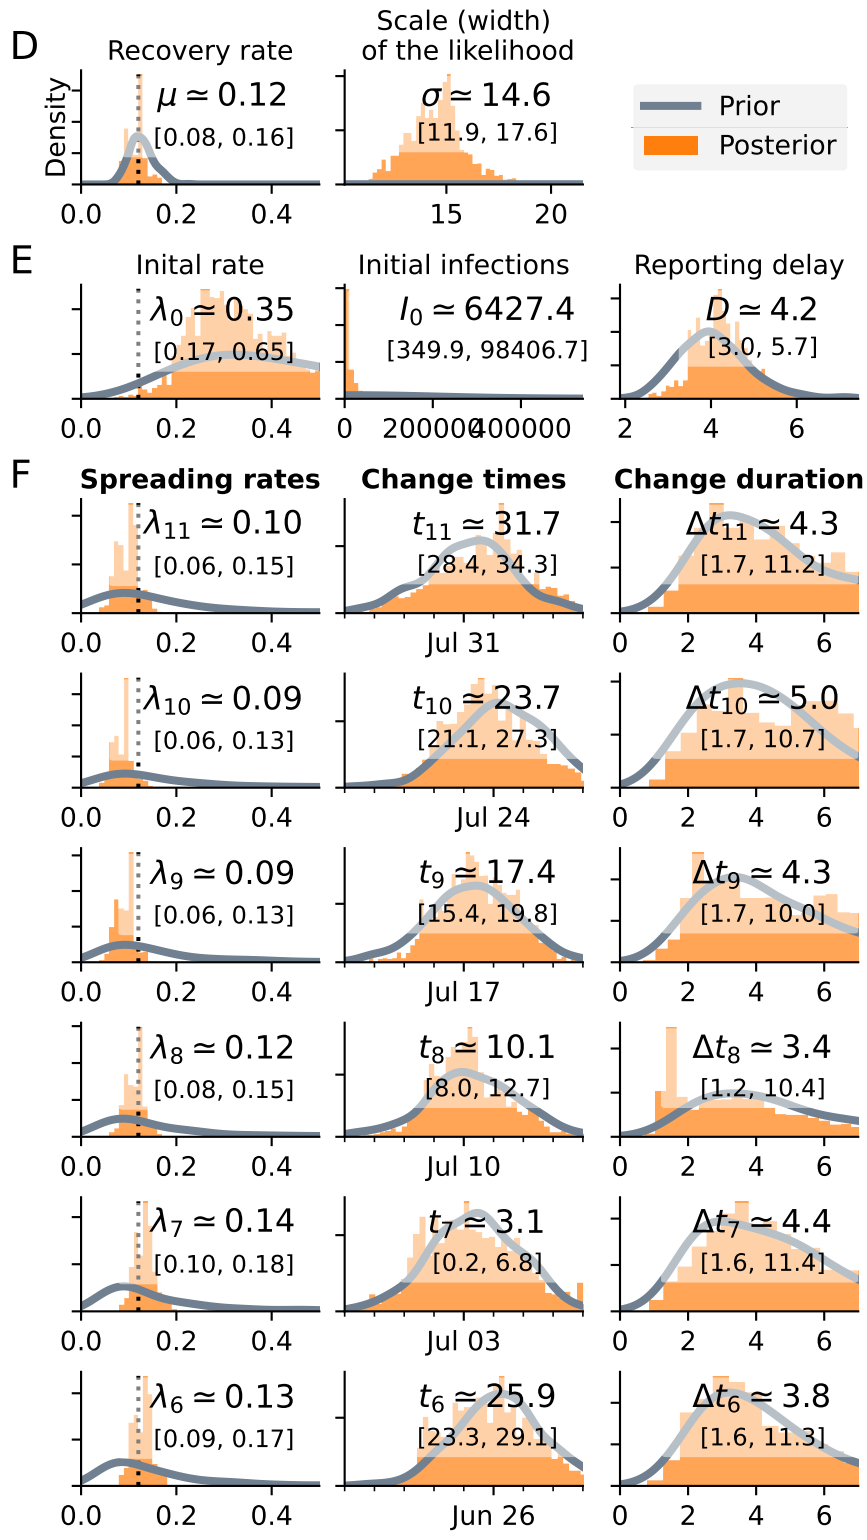 D
Recovery rate
Scale (width)
of the likelihood
Density
μ ≃ 0.12
[0.08, 0.16]
0.0 0.2 0.4
σ ≃ 14.6
[11.9, 17.6]
15 20
Prior
Posterior
E
Inital rate
Initial infections
Reporting delay
λ0 ≃ 0.35
[0.17, 0.65]
0.0 0.2 0.4
I0 ≃ 6427.4
[349.9, 98406.7]
0 200000 400000
D ≃ 4.2
[3.0, 5.7]
2 4 6
F
Spreading rates
Change times
Change duration
λ11 ≃ 0.10
[0.06, 0.15]
0.0 0.2 0.4
t11 ≃ 31.7
[28.4, 34.3]
Jul 31
Δt11 ≃ 4.3
[1.7, 11.2]
0 2 4 6
λ10 ≃ 0.09
[0.06, 0.13]
0.0 0.2 0.4
t10 ≃ 23.7
[21.1, 27.3]
Jul 24
Δt10 ≃ 5.0
[1.7, 10.7]
0 2 4 6
λ9 ≃ 0.09
[0.06, 0.13]
0.0 0.2 0.4
t9 ≃ 17.4
[15.4, 19.8]
Jul 17
Δt9 ≃ 4.3
[1.7, 10.0]
0 2 4 6
λ8 ≃ 0.12
[0.08, 0.15]
0.0 0.2 0.4
t8 ≃ 10.1
[8.0, 12.7]
Jul 10
Δt8 ≃ 3.4
[1.2, 10.4]
0 2 4 6
λ7 ≃ 0.14
[0.10, 0.18]
0.0 0.2 0.4
t7 ≃ 3.1
[0.2, 6.8]
Jul 03
Δt7 ≃ 4.4
[1.6, 11.4]
0 2 4 6
λ6 ≃ 0.13
[0.09, 0.17]
0.0 0.2 0.4
t6 ≃ 25.9
[23.3, 29.1]
Jun 26
Δt6 ≃ 3.8
[1.6, 11.3]
0 2 4 6